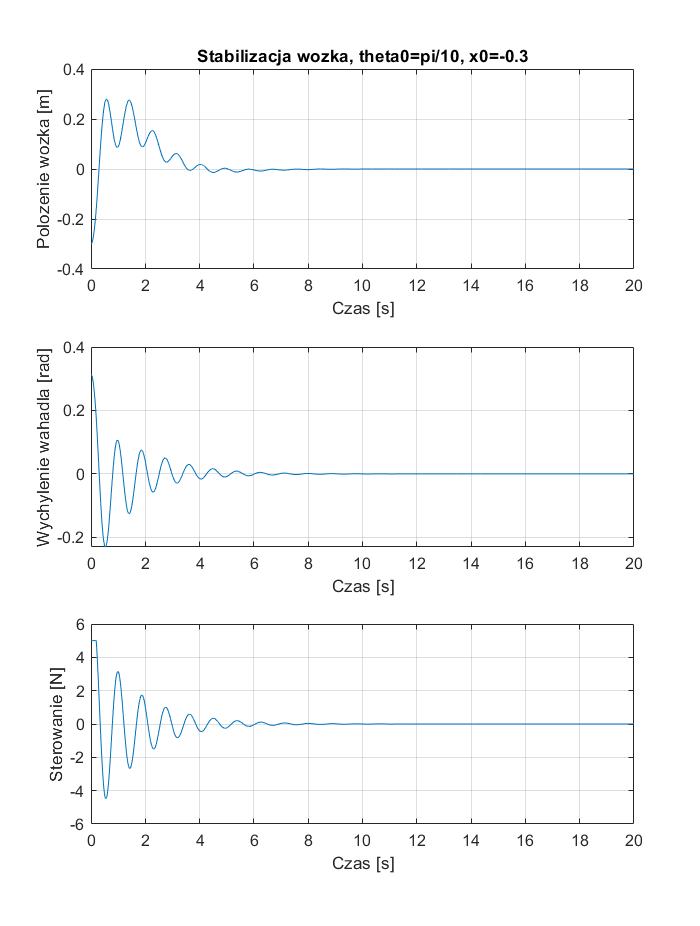 Stabilizacja wozka, theta0=pi/10, x0=-0.3
Polozenie wozka [m]
0.4
0.2
0
-0.2
-0.4
0 2 4 6 8 10 12 14 16 18 20
Czas [s]
Wychylenie wahadla [rad]
0.4
0.2
0
-0.2
0 2 4 6 8 10 12 14 16 18 20
Czas [s]
Sterowanie [N]
6
4
2
0
-2
-4
-6
0 2 4 6 8 10 12 14 16 18 20
Czas [s]